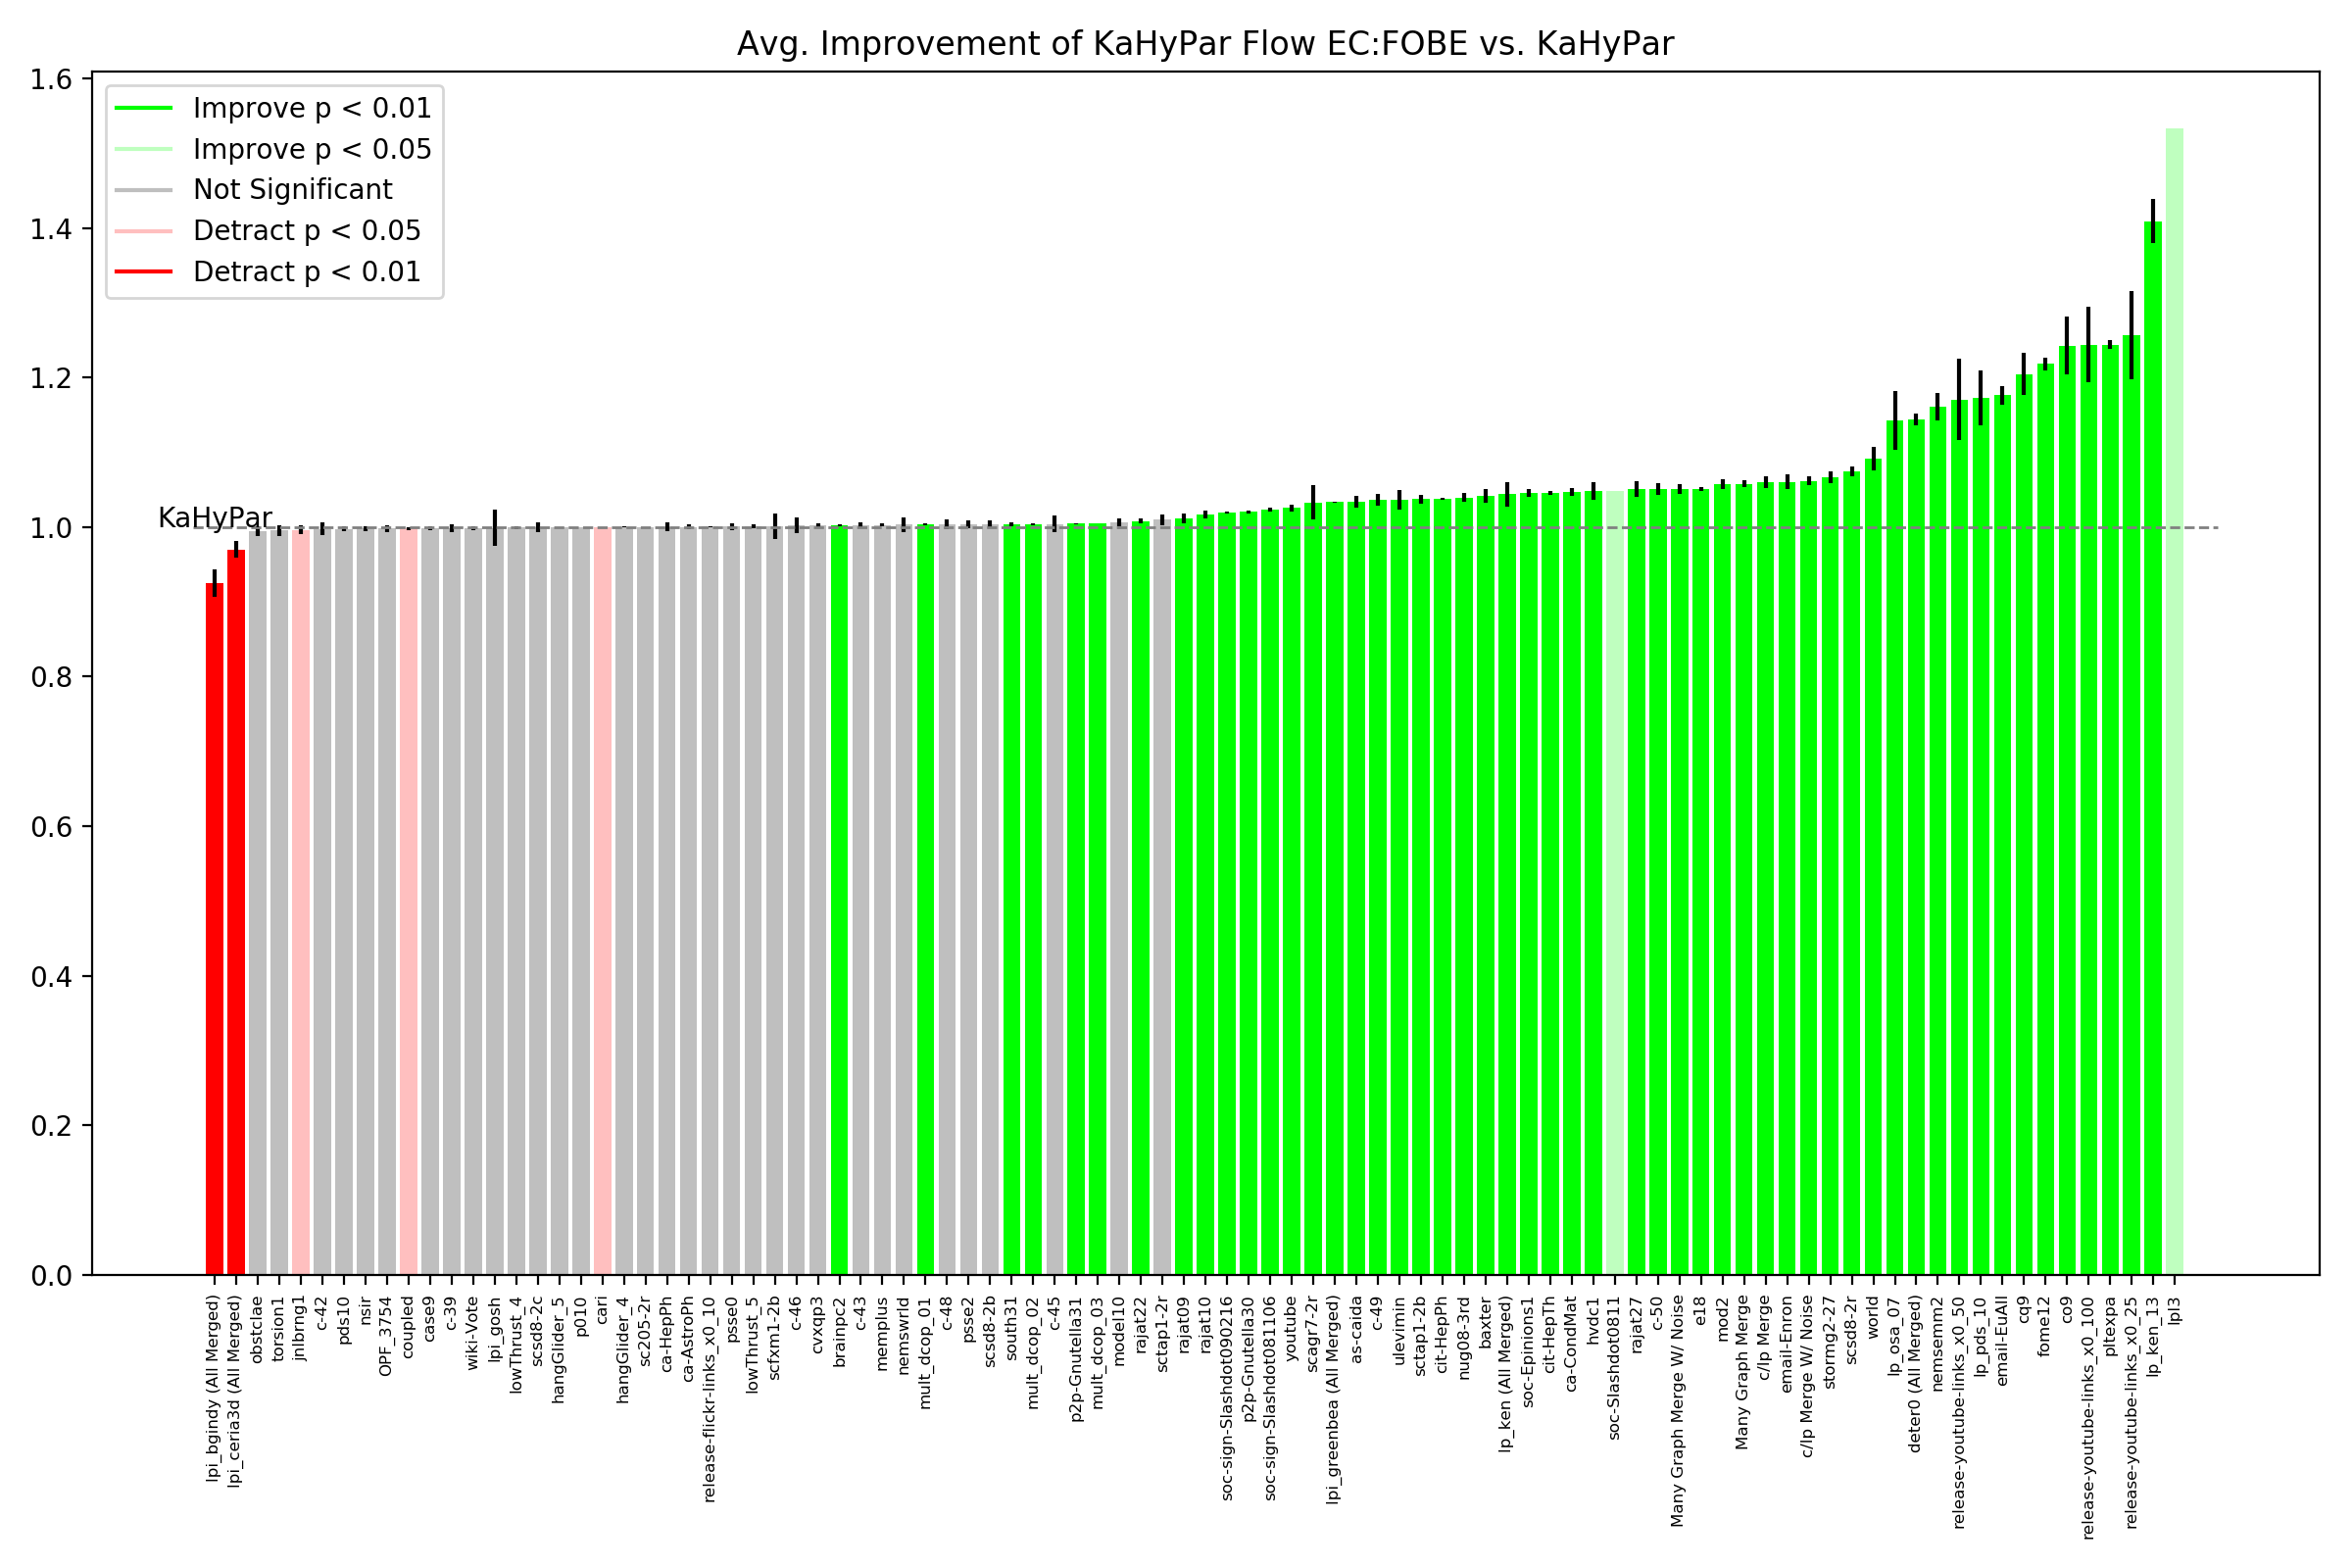 Avg. Improvement of KaHyPar Flow EC:FOBE vs. KaHyPar
1.6
1.4
1.2
1.0
0.8
0.6
0.4
0.2
0.0
Improve p < 0.01
Improve p < 0.05
Not Significant
Detract p < 0.05
Detract p < 0.01
KaHyPar
lpi_bgindy (All Merged)
lpi_ceria3d (All Merged)
obstclae
torsion1
jnlbrng1
c-42
pds10
nsir
OPF_3754
coupled
case9
c-39
wiki-Vote
lpi_gosh
lowThrust_4
scsd8-2c
hangGlider_5
p010
cari
hangGlider_4
sc205-2r
ca-HepPh
ca-AstroPh
release-flickr-links_x0_10
psse0
lowThrust_5
scfxm1-2b
c-46
cvxqp3
brainpc2
c-43
memplus
nemswrld
mult_dcop_01
c-48
psse2
scsd8-2b
south31
mult_dcop_02
c-45
p2p-Gnutella31
mult_dcop_03
model10
rajat22
sctap1-2r
rajat09
rajat10
soc-sign-Slashdot090216
p2p-Gnutella30
soc-sign-Slashdot081106
youtube
scagr7-2r
lpi_greenbea (All Merged)
as-caida
c-49
ulevimin
sctap1-2b
cit-HepPh
nug08-3rd
baxter
lp_ken (All Merged)
soc-Epinions1
cit-HepTh
ca-CondMat
hvdc1
soc-Slashdot0811
rajat27
c-50
Many Graph Merge W/ Noise
e18
mod2
Many Graph Merge
c/lp Merge
email-Enron
c/lp Merge W/ Noise
stormg2-27
scsd8-2r
world
lp_osa_07
deter0 (All Merged)
nemsemm2
release-youtube-links_x0_50
lp_pds_10
email-EuAll
cq9
fome12
co9
release-youtube-links_x0_100
pltexpa
release-youtube-links_x0_25
lp_ken_13
lpl3